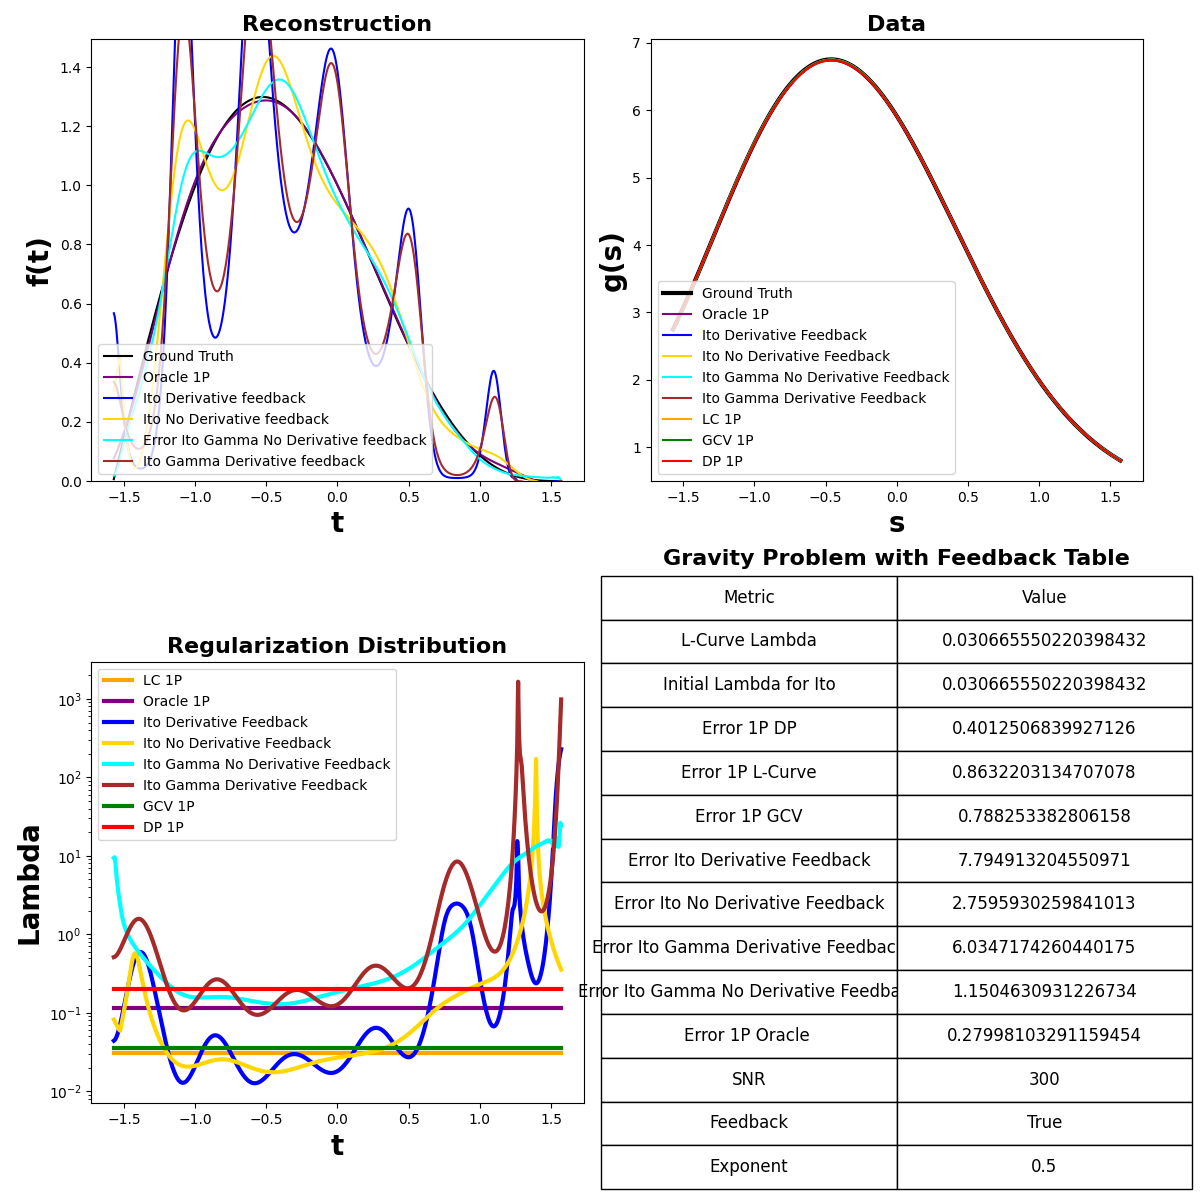 Reconstruction
1.4
1.2
1.0
0.8
0.6
0.4
0.2
0.0
f(t)
Ground Truth
Oracle 1P
Ito Derivative feedback
Ito No Derivative feedback
Error Ito Gamma No Derivative feedback
Ito Gamma Derivative feedback
−1.5 −1.0 −0.5 0.0 0.5 1.0 1.5
t
Data
7
6
5
4
3
2
1
g(s)
Ground Truth
Oracle 1P
Ito Derivative Feedback
Ito No Derivative Feedback
Ito Gamma No Derivative Feedback
Ito Gamma Derivative Feedback
LC 1P
GCV 1P
DP 1P
−1.5 −1.0 −0.5 0.0 0.5 1.0 1.5
s
Regularization Distribution
10³
10²
10¹
10⁰
10⁻¹
10⁻²
Lambda
LC 1P
Oracle 1P
Ito Derivative Feedback
Ito No Derivative Feedback
Ito Gamma No Derivative Feedback
Ito Gamma Derivative Feedback
GCV 1P
DP 1P
−1.5 −1.0 −0.5 0.0 0.5 1.0 1.5
t
Gravity Problem with Feedback Table
Metric Value
L-Curve Lambda 0.030665550220398432
Initial Lambda for Ito 0.030665550220398432
Error 1P DP 0.4012506839927126
Error 1P L-Curve 0.8632203134707078
Error 1P GCV 0.788253382806158
Error Ito Derivative Feedback 7.794913204550971
Error Ito No Derivative Feedback 2.7595930259841013
Error Ito Gamma Derivative Feedbac 6.0347174260440175
Error Ito Gamma No Derivative Feedba 1.1504630931226734
Error 1P Oracle 0.27998103291159454
SNR 300
Feedback True
Exponent 0.5